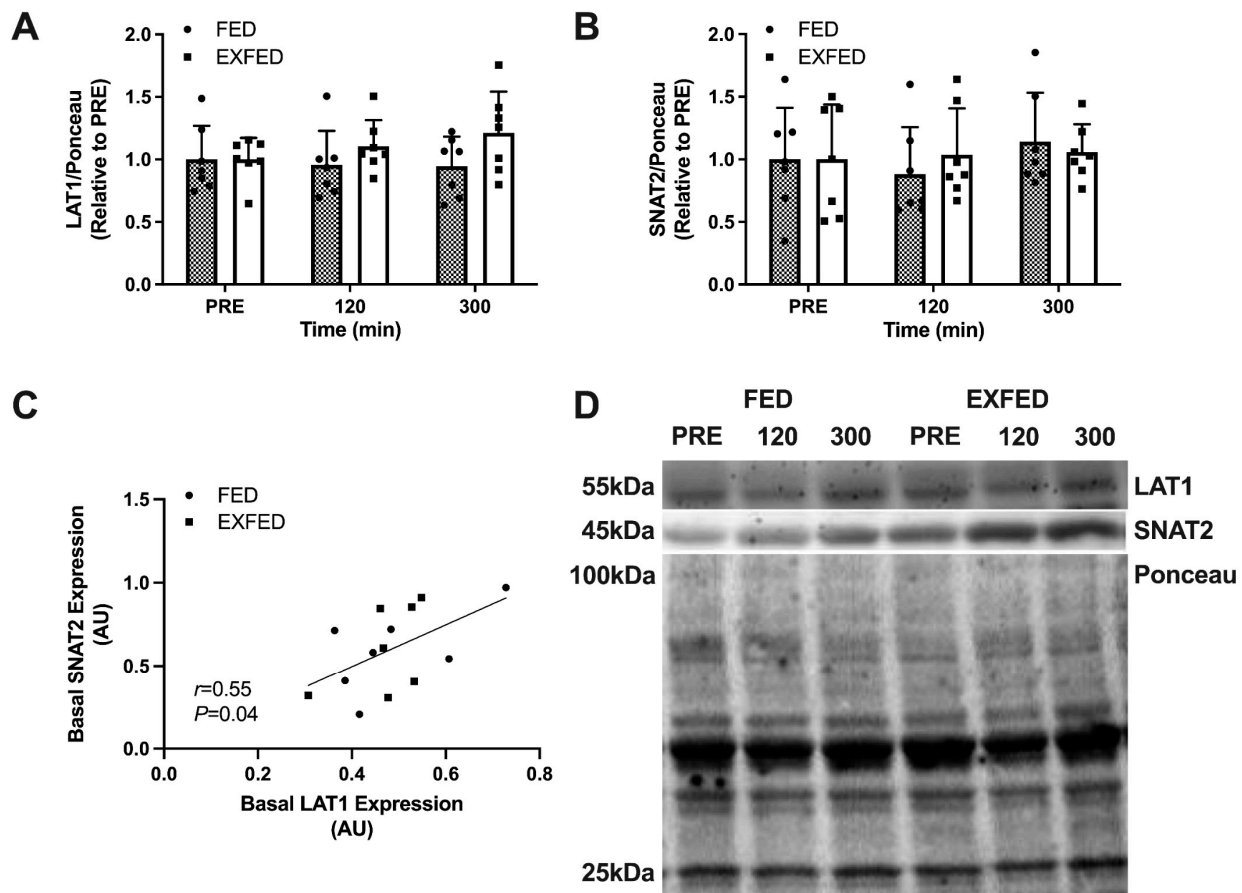 A
FED
EXFED
LAT1/Ponceau
(Relative to PRE)
2.0
1.5
1.0
0.5
0.0
PRE
120
300
Time (min)
B
FED
EXFED
SNAT2/Ponceau
(Relative to PRE)
2.0
1.5
1.0
0.5
0.0
PRE
120
300
Time (min)
C
FED
EXFED
Basal SNAT2 Expression
(AU)
1.5
1.0
0.5
0.0
r=0.55
P=0.04
0.0
0.2
0.4
0.6
0.8
Basal LAT1 Expression
(AU)
D
FED
EXFED
PRE 120 300 PRE 120 300
55kDa LAT1
45kDa SNAT2
100kDa Ponceau
25kDa